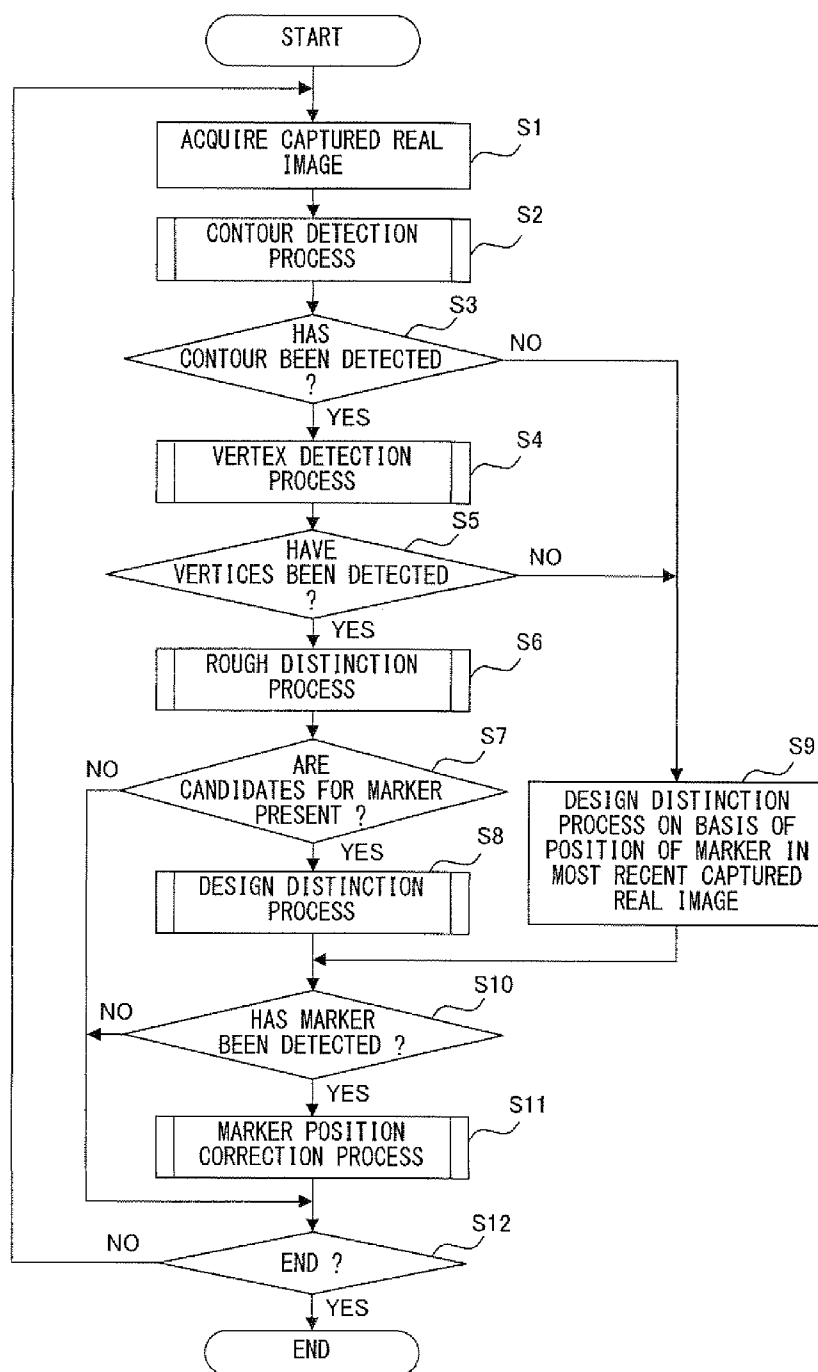 START
ACQUIRE CAPTURED REAL
IMAGE
S1
CONTOUR DETECTION
PROCESS
S2
S3
HAS
CONTOUR BEEN DETECTED
?
NO
YES
VERTEX DETECTION
PROCESS
S4
S5
HAVE
VERTICES BEEN DETECTED
?
NO
YES
ROUGH DISTINCTION
PROCESS
S6
S7
ARE
CANDIDATES FOR MARKER
PRESENT ?
NO
YES
S8
DESIGN DISTINCTION
PROCESS
S9
DESIGN DISTINCTION
PROCESS ON BASIS OF
POSITION OF MARKER IN
MOST RECENT CAPTURED
REAL IMAGE
S10
HAS MARKER
BEEN DETECTED ?
NO
YES
S11
MARKER POSITION
CORRECTION PROCESS
S12
END ?
NO
YES
END